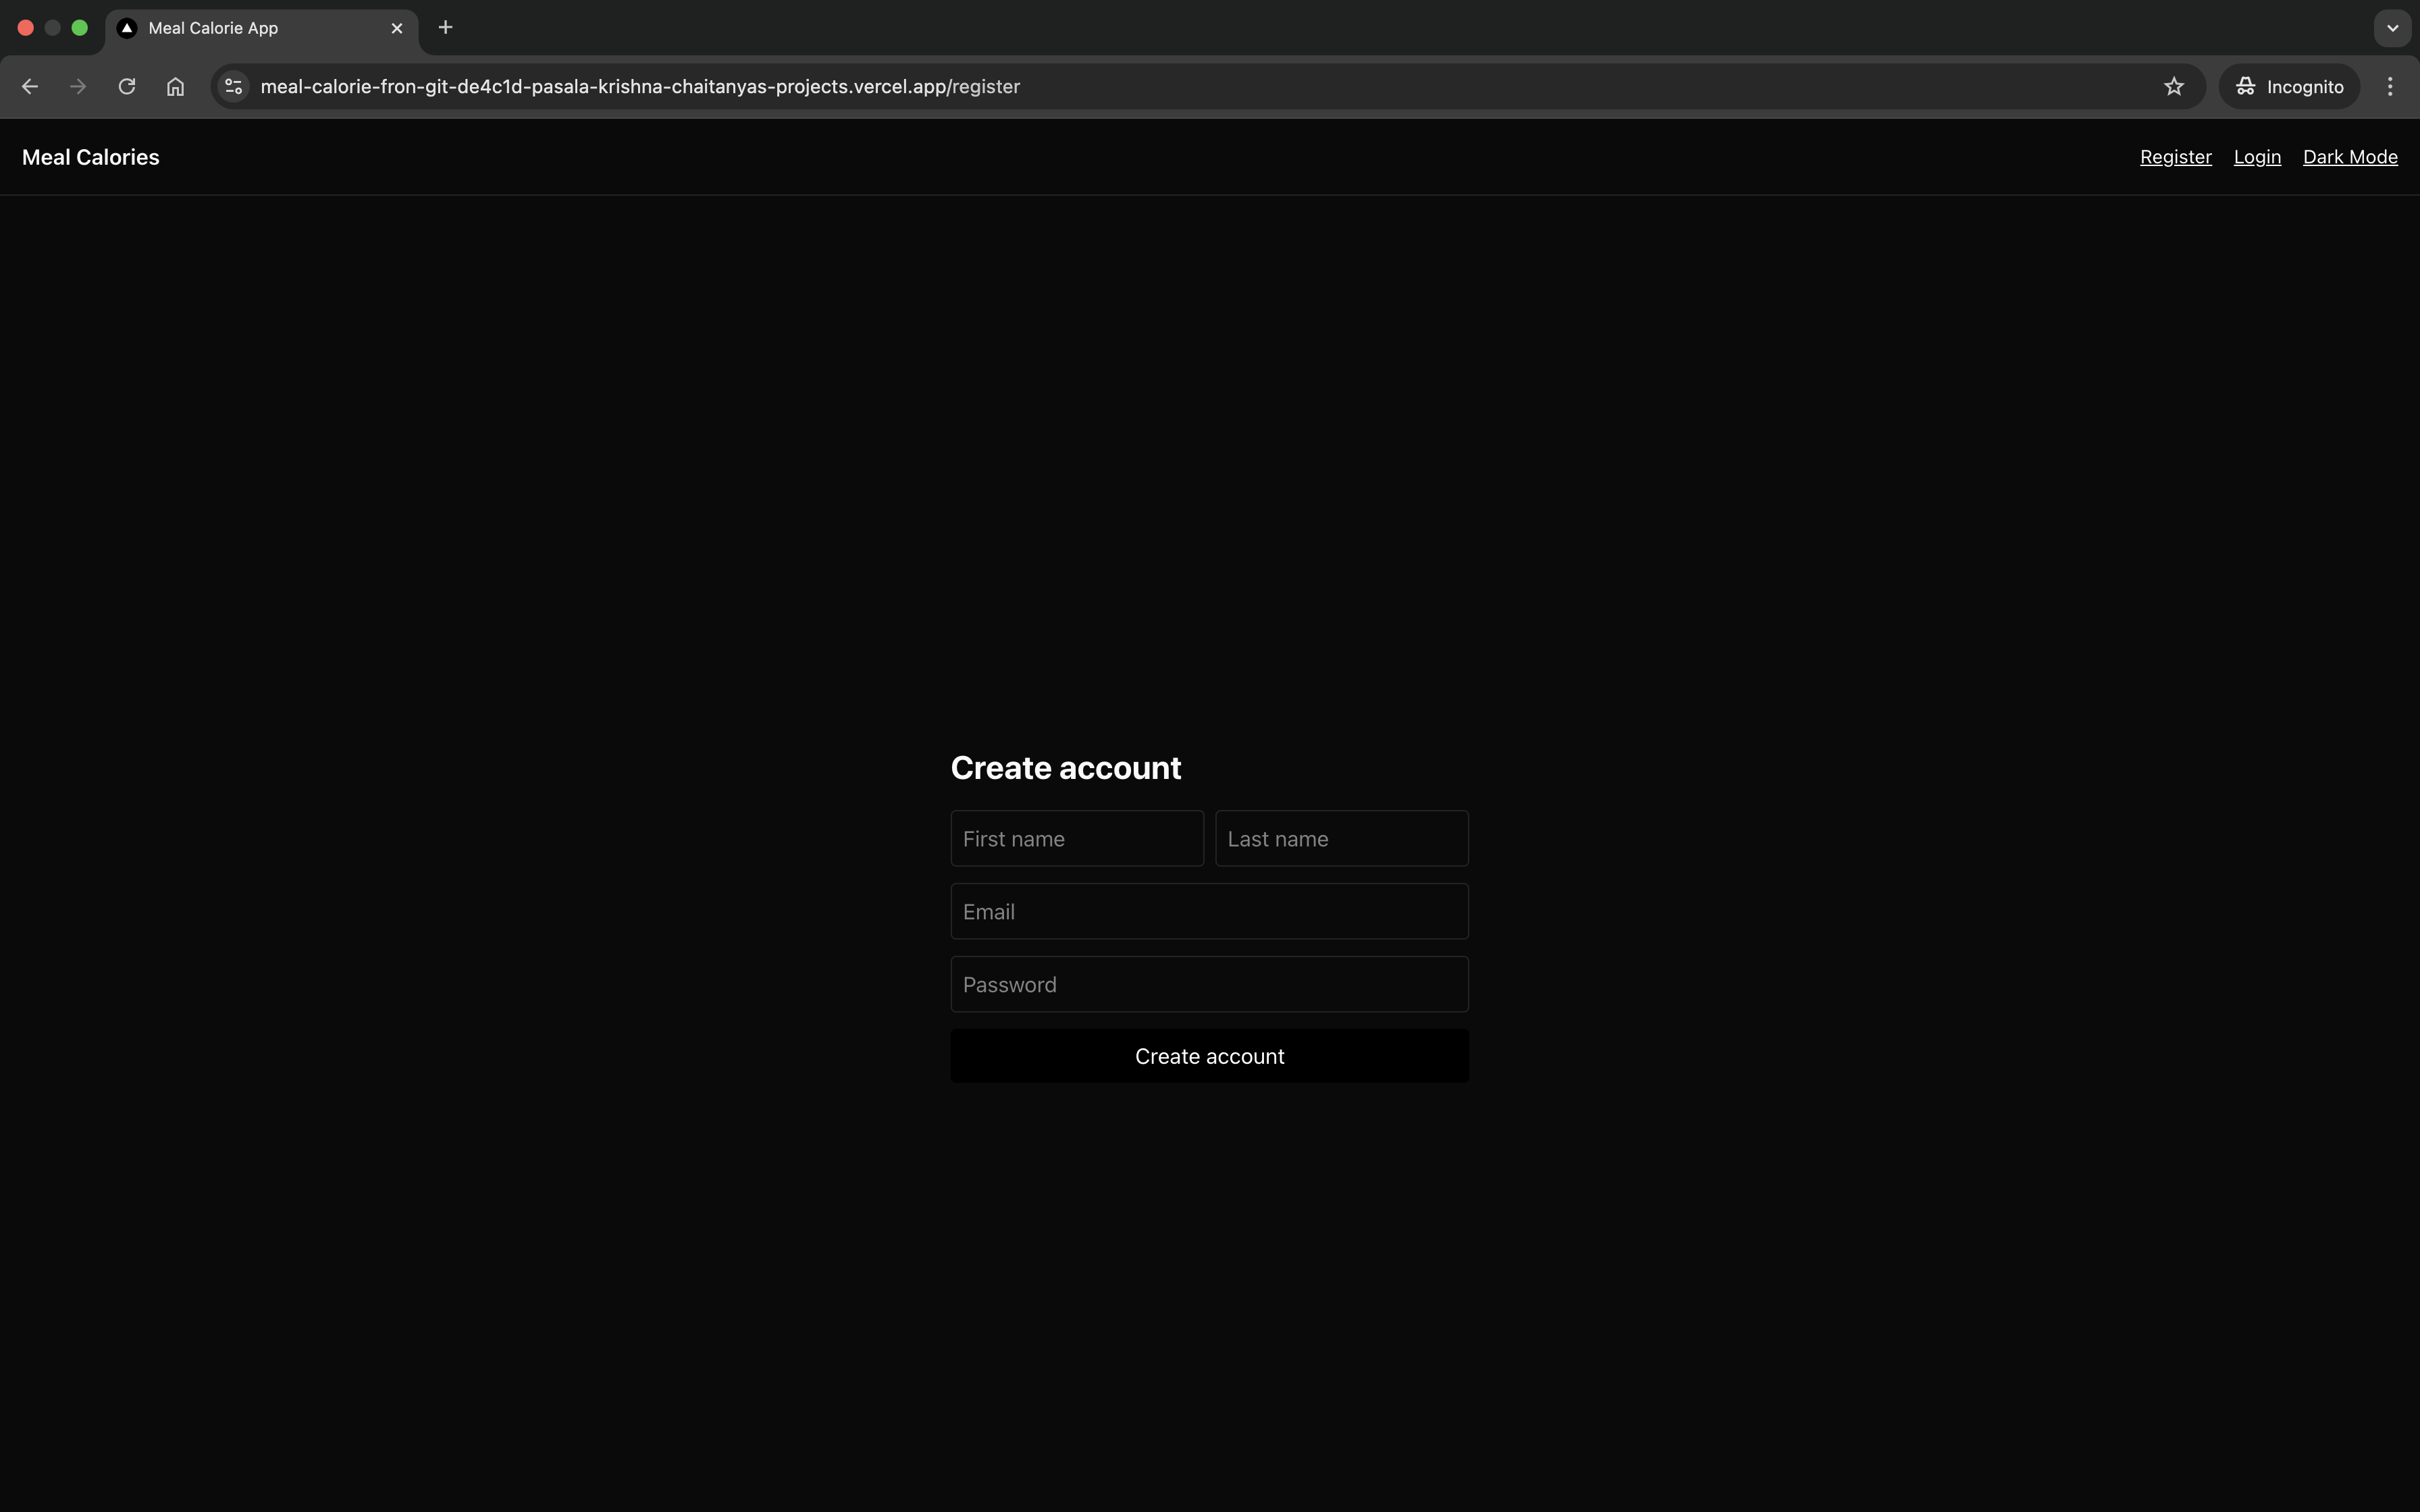 Meal Calorie App
meal-calorie-fron-git-de4c1d-pasala-krishna-chaitanyas-projects.vercel.app/register
Incognito
Meal Calories
Register Login Dark Mode
Create account
First name Last name
Email
Password
Create account